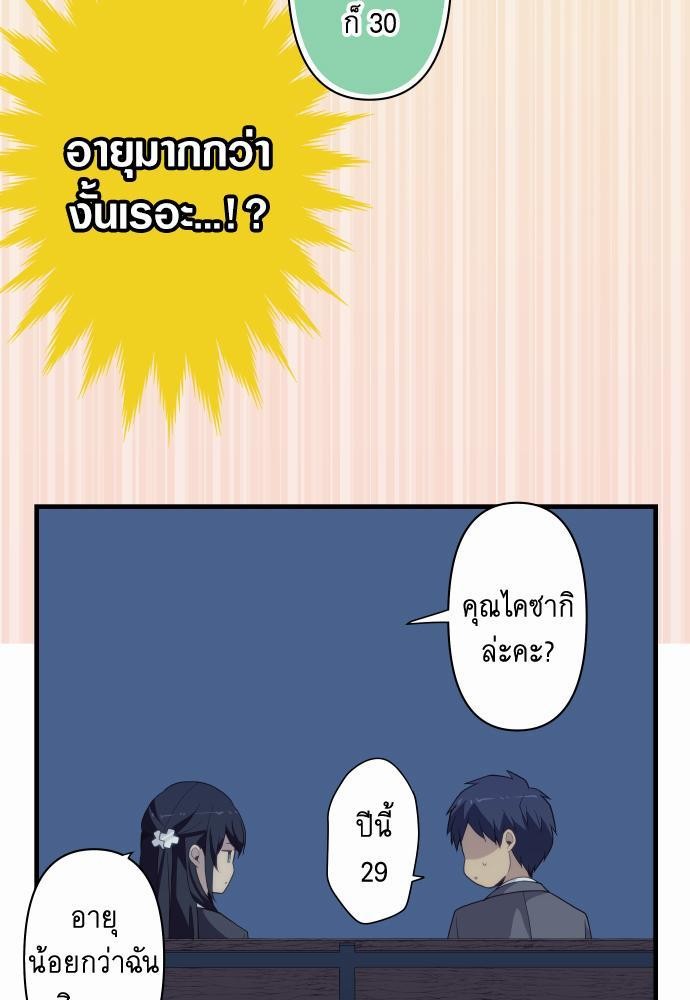 ก็ 30
อายุมากกว่า
งั้นเรอะ...!?
คุณไคซากิ
ล่ะคะ?
ปีนี้
29
อายุ
น้อยกว่าฉัน